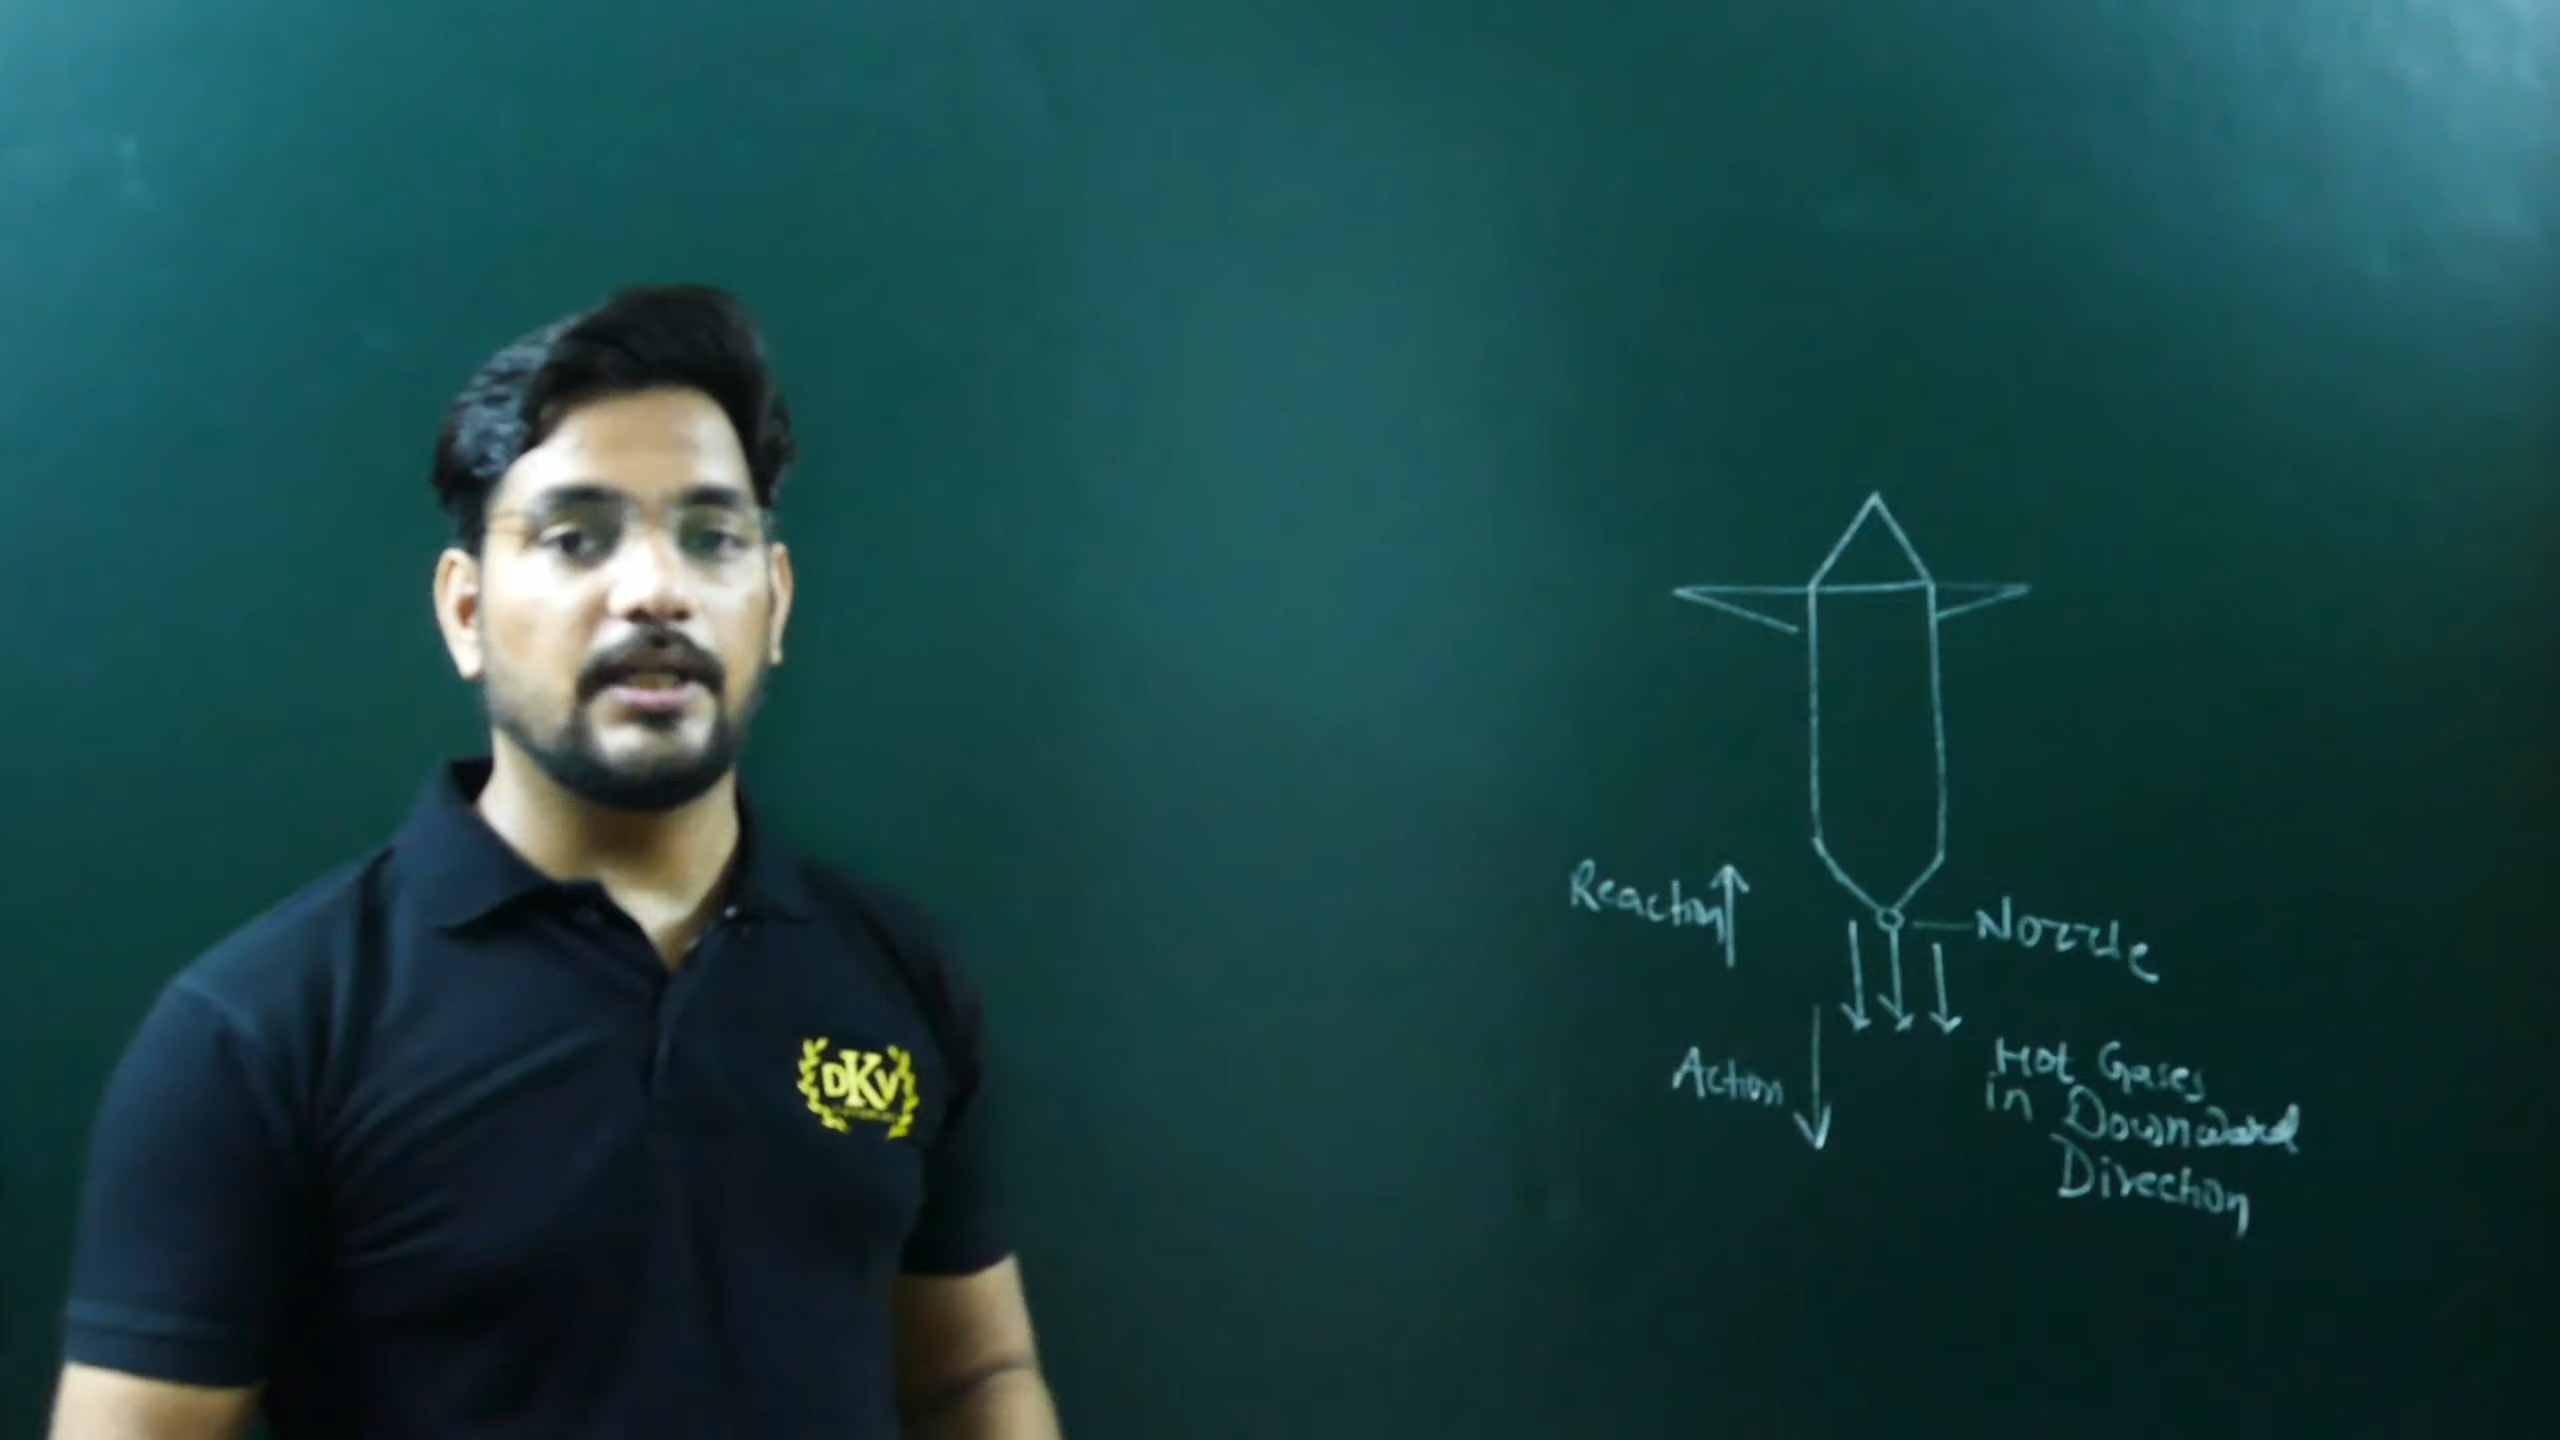 Reaction
Nozzle
Action
Hot Gases
in Downward
Direction
DKV